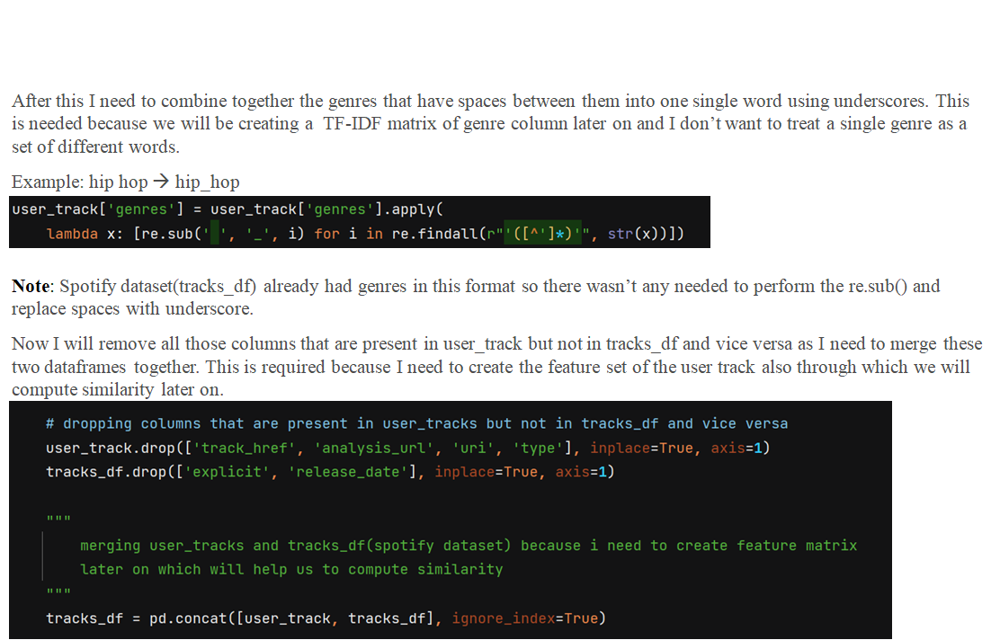 After this I need to combine together the genres that have spaces between them into one single word using underscores. This
is needed because we will be creating a TF-IDF matrix of genre column later on and I don’t want to treat a single genre as a
set of different words.
Example: hip hop → hip_hop
user_track['genres'] = user_track['genres'].apply(
    lambda x: [re.sub(' ', '_', i) for i in re.findall(r"'([^']*)'", str(x))])
Note: Spotify dataset(tracks_df) already had genres in this format so there wasn’t any needed to perform the re.sub() and
replace spaces with underscore.
Now I will remove all those columns that are present in user_track but not in tracks_df and vice versa as I need to merge these
two dataframes together. This is required because I need to create the feature set of the user track also through which we will
compute similarity later on.
# dropping columns that are present in user_tracks but not in tracks_df and vice versa
user_track.drop(['track_href', 'analysis_url', 'uri', 'type'], inplace=True, axis=1)
tracks_df.drop(['explicit', 'release_date'], inplace=True, axis=1)
"""
    merging user_tracks and tracks_df(spotify dataset) because i need to create feature matrix
    later on which will help us to compute similarity
"""
tracks_df = pd.concat([user_track, tracks_df], ignore_index=True)